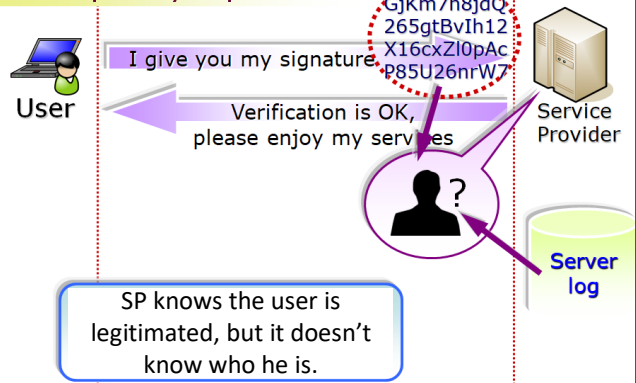 GjKm7h8jdQ
265gtBvIh12
X16cxZl0pAc
P85U26nrW7
I give you my signature
User
Verification is OK,
please enjoy my services
Service
Provider
?
Server
log
SP knows the user is
legitimated, but it doesn’t
know who he is.